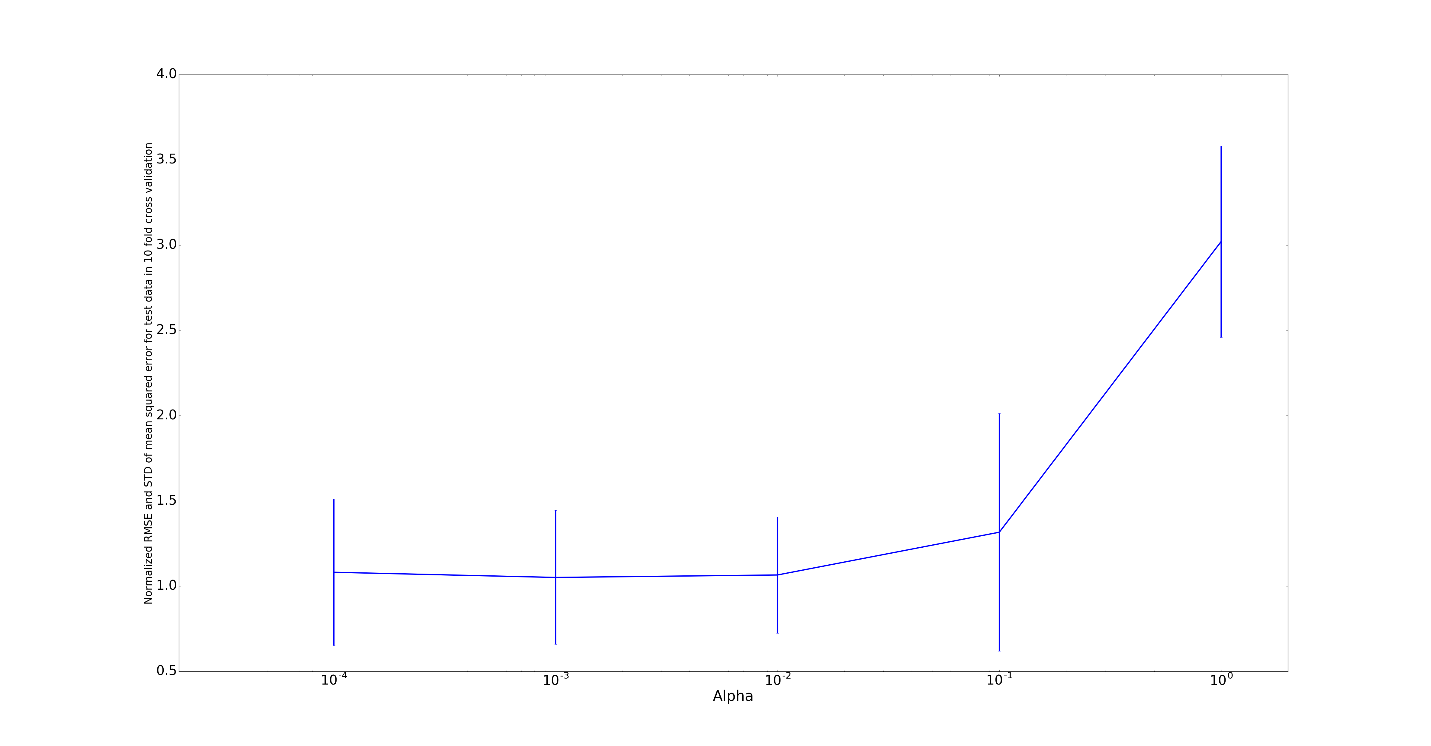 Normalized RMSE and STD of mean squared error for test data in 10 fold cross validation
4.0
3.5
3.0
2.5
2.0
1.5
1.0
0.5
10^-4 10^-3 10^-2 10^-1 10^0
Alpha